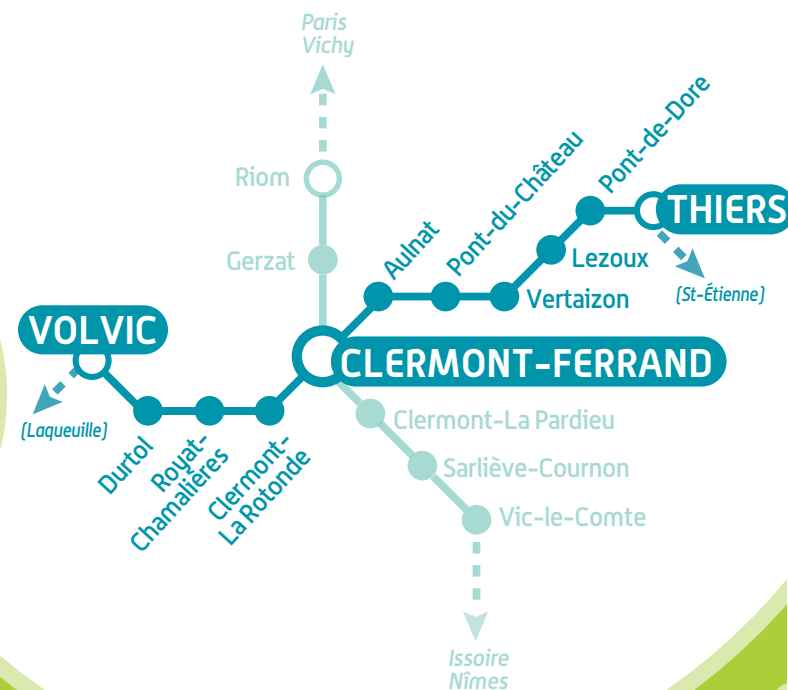 Paris
Vichy
Riom
Gerzat
Aulnat
Pont-du-Château
Pont-de-Dore
THIERS
Lezoux
Vertaizon
(St-Étienne)
VOLVIC
CLERMONT-FERRAND
(Laqueuille)
Durtol
Royat-
Chamalières
Clermont-
La Rotonde
Clermont-La Pardieu
Sarliève-Cournon
Vic-le-Comte
Issoire
Nîmes